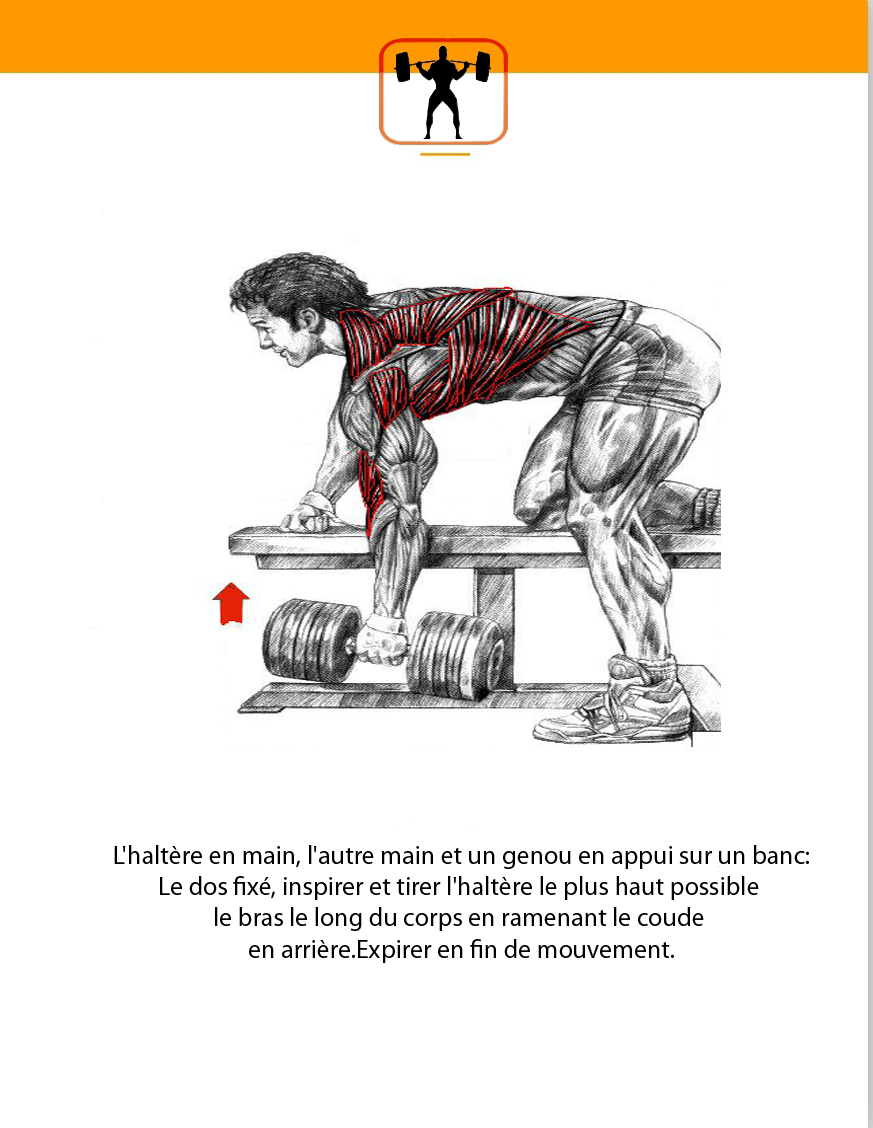 L'haltère en main, l'autre main et un genou en appui sur un banc:
Le dos fixé, inspirer et tirer l'haltère le plus haut possible
le bras le long du corps en ramenant le coude
en arrière.Expirer en fin de mouvement.